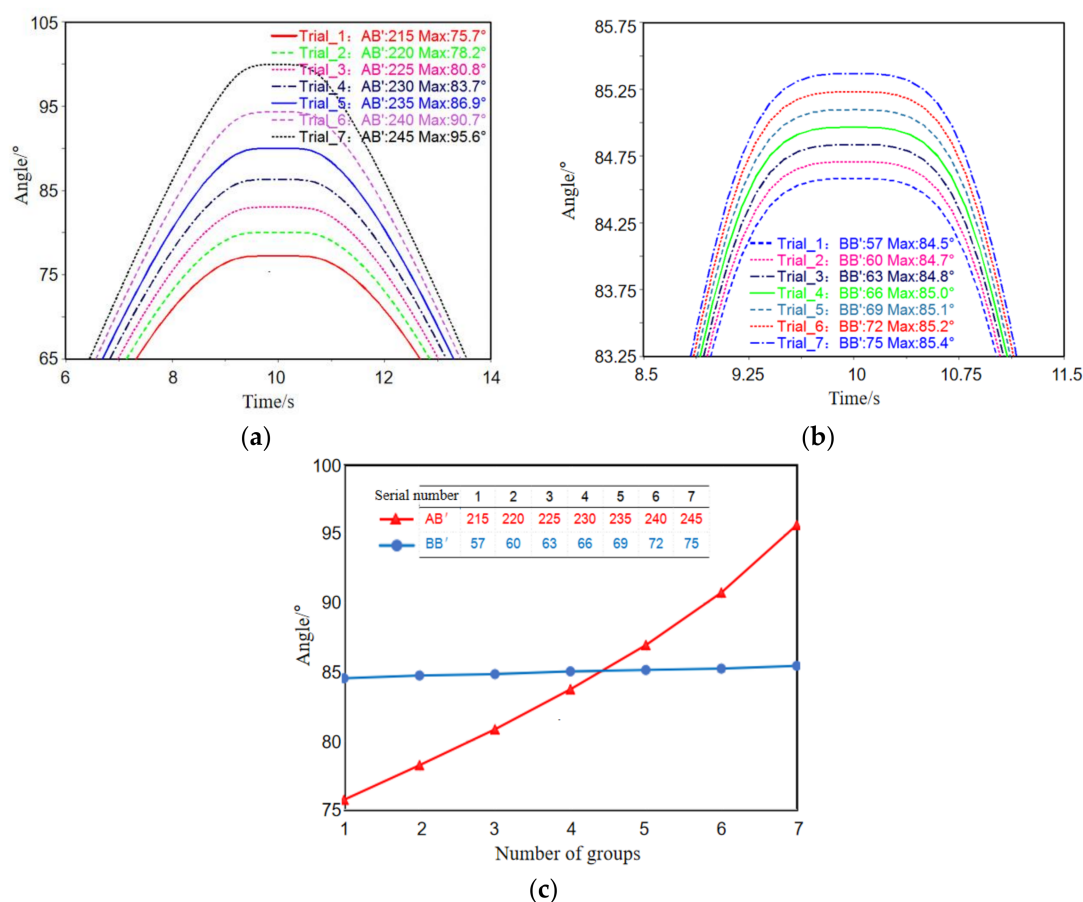 105
95
85
75
65
Angle/°
Trial_1: AB':215 Max:75.7°
Trial_2: AB':220 Max:78.2°
Trial_3: AB':225 Max:80.8°
Trial_4: AB':230 Max:83.7°
Trial_5: AB':235 Max:86.9°
Trial_6: AB':240 Max:90.7°
Trial_7: AB':245 Max:95.6°
6 8 10 12 14
Time/s
(a)
85.75
85.25
84.75
84.25
83.75
83.25
Angle/°
Trial_1: BB':57 Max:84.5°
Trial_2: BB':60 Max:84.7°
Trial_3: BB':63 Max:84.8°
Trial_4: BB':66 Max:85.0°
Trial_5: BB':69 Max:85.1°
Trial_6: BB':72 Max:85.2°
Trial_7: BB':75 Max:85.4°
8.5 9.25 10 10.75 11.5
Time/s
(b)
100
95
90
85
80
75
Angle/°
Serial number 1 2 3 4 5 6 7
AB′ 215 220 225 230 235 240 245
BB′ 57 60 63 66 69 72 75
1 2 3 4 5 6 7
Number of groups
(c)